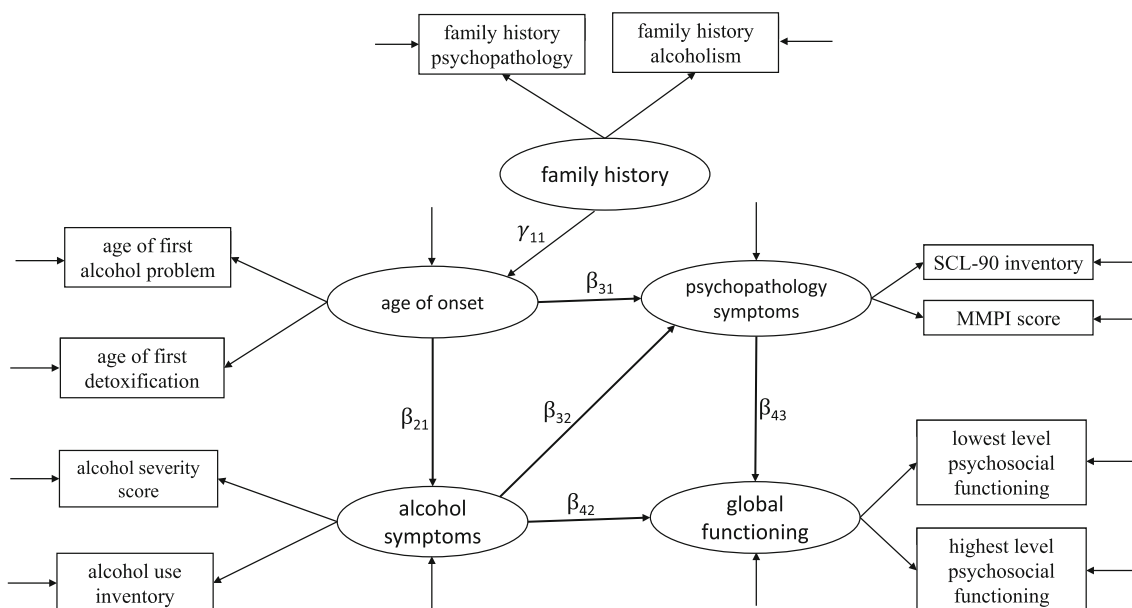 family history
psychopathology
family history
alcoholism
family history
γ11
age of first
alcohol problem
age of onset
β31
psychopathology
symptoms
SCL-90 inventory
MMPI score
age of first
detoxification
β21
β32
β43
alcohol severity
score
alcohol
symptoms
β42
global
functioning
lowest level
psychosocial
functioning
alcohol use
inventory
highest level
psychosocial
functioning